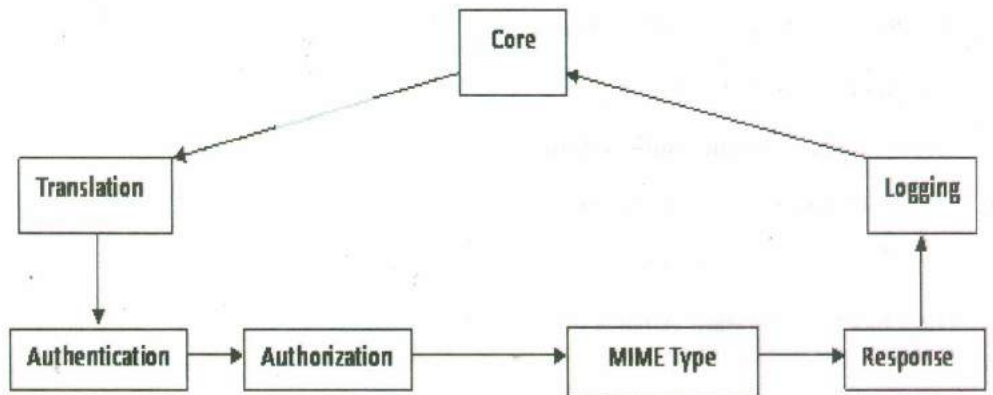 Core
Translation
Logging
Authentication
Authorization
MIME Type
Response